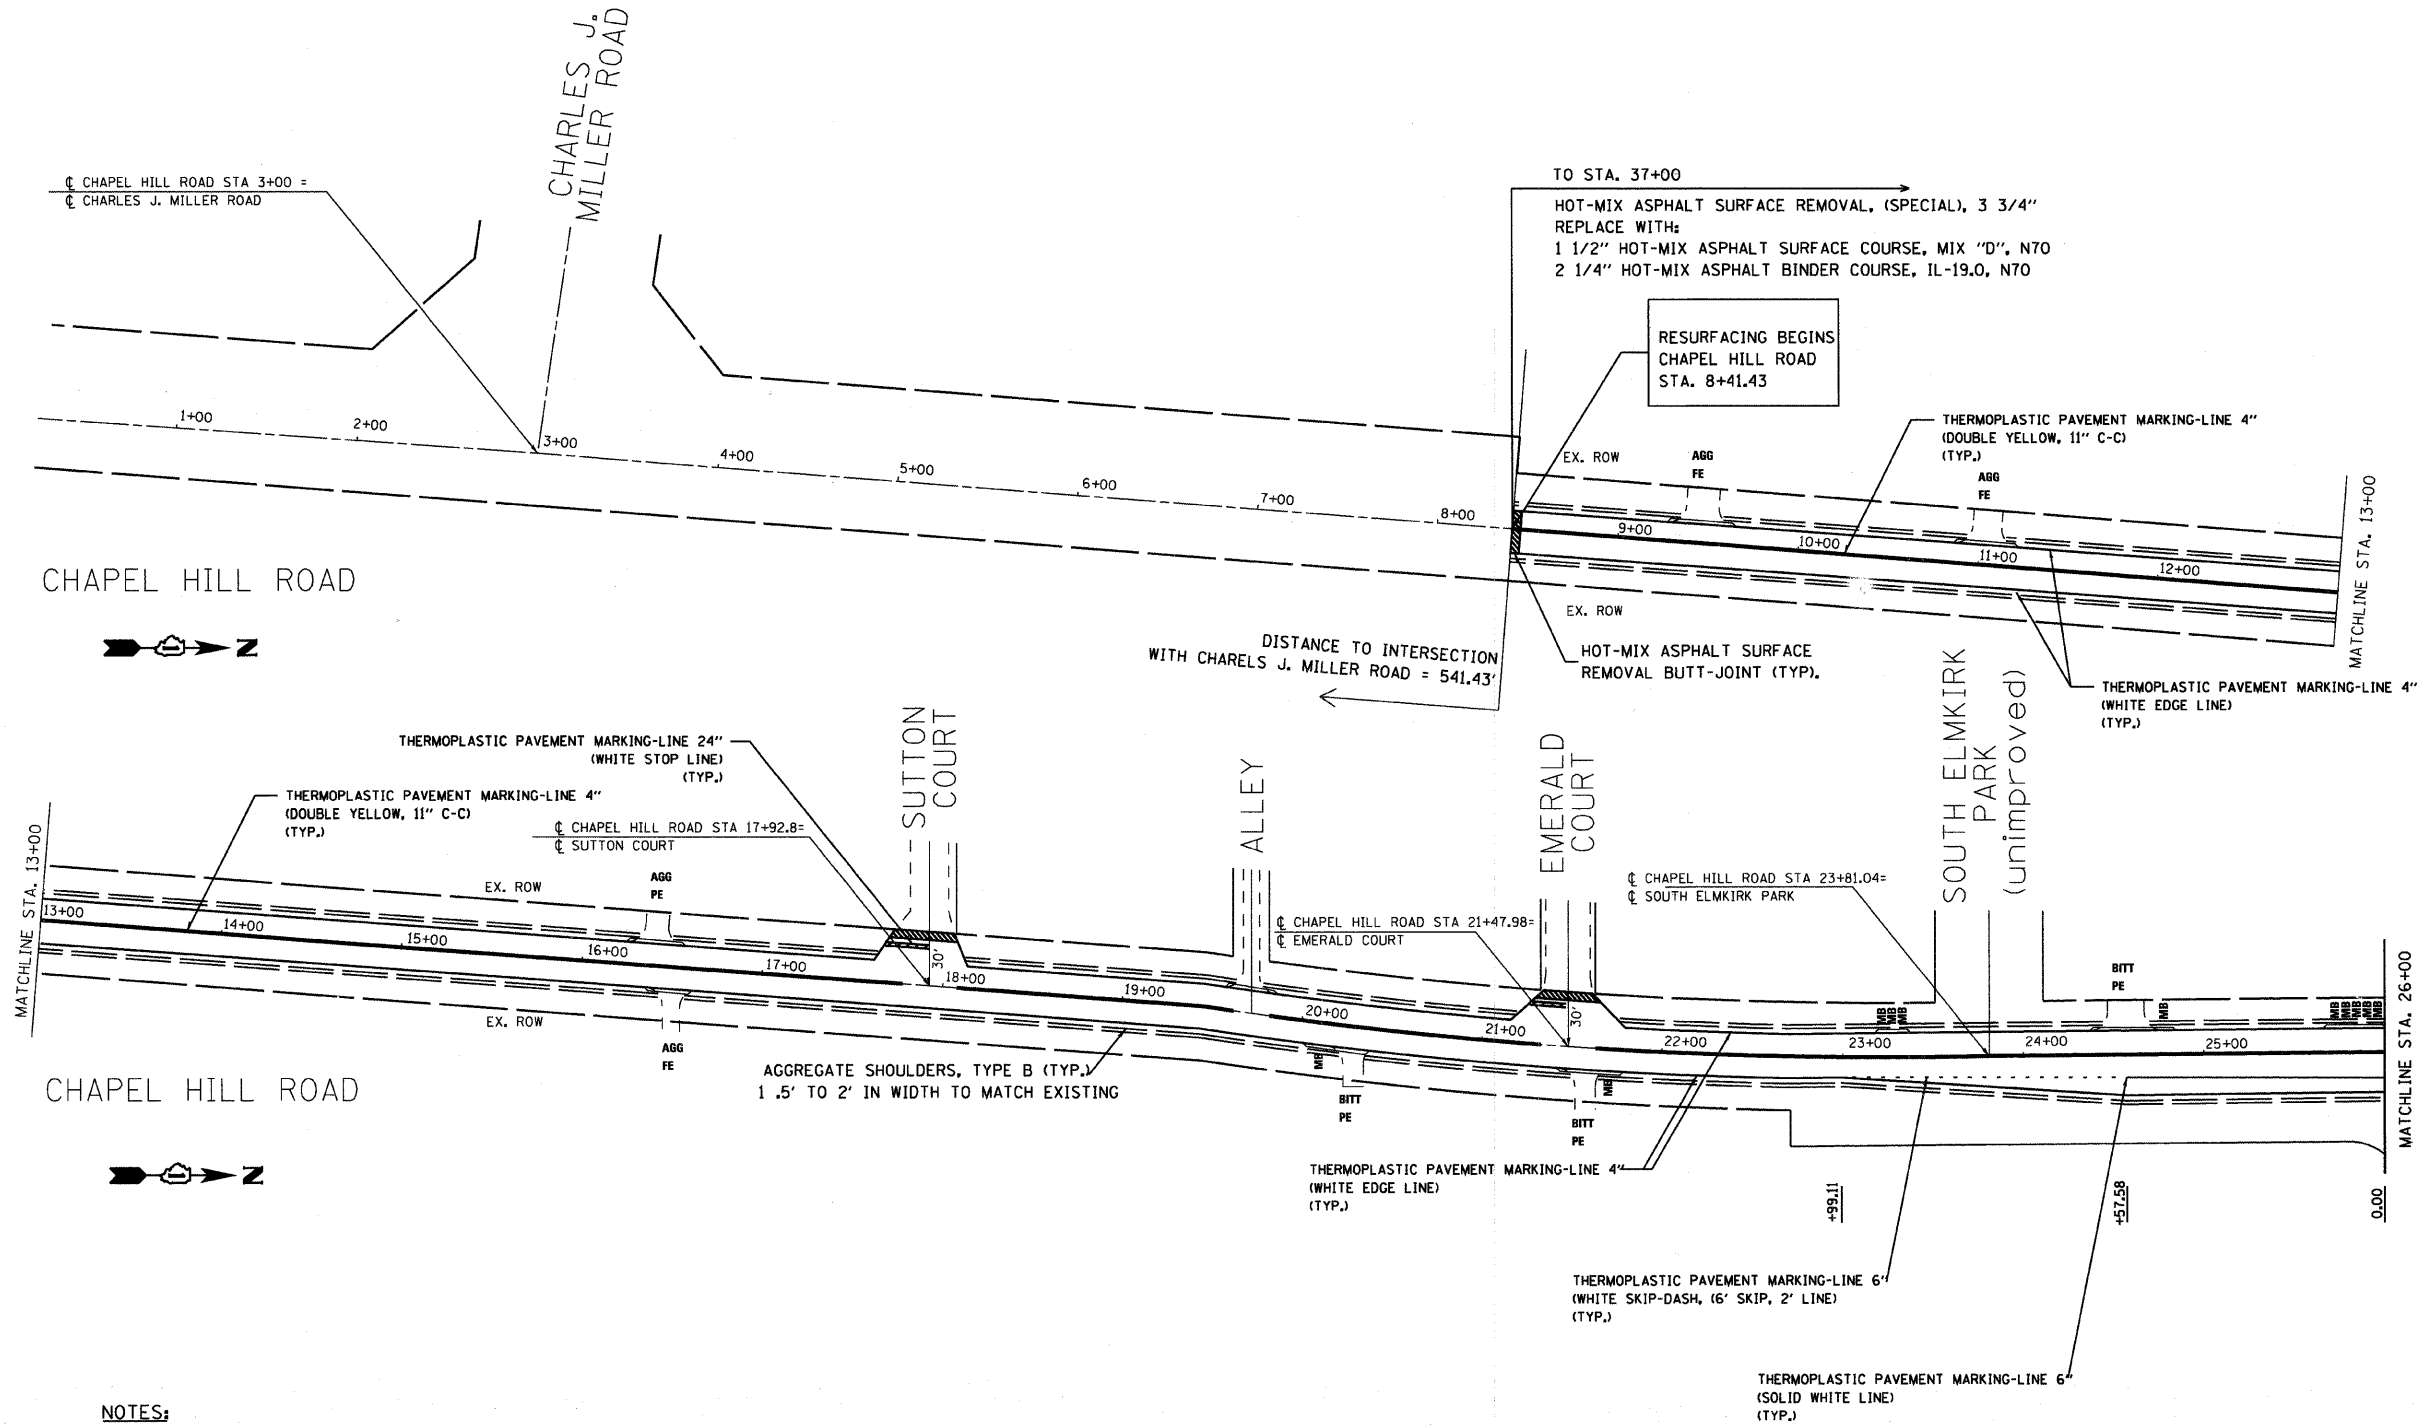 CHARLES J.
MILLER ROAD
℄ CHAPEL HILL ROAD STA 3+00 =
℄ CHARLES J. MILLER ROAD
TO STA. 37+00
HOT-MIX ASPHALT SURFACE REMOVAL, (SPECIAL), 3 3/4"
REPLACE WITH:
1 1/2" HOT-MIX ASPHALT SURFACE COURSE, MIX "D", N70
2 1/4" HOT-MIX ASPHALT BINDER COURSE, IL-19.0, N70
RESURFACING BEGINS
CHAPEL HILL ROAD
STA. 8+41.43
THERMOPLASTIC PAVEMENT MARKING-LINE 4"
(DOUBLE YELLOW, 11" C-C)
(TYP.)
EX. ROW
AGG
FE
AGG
FE
1+00
2+00
3+00
4+00
5+00
6+00
7+00
8+00
9+00
10+00
11+00
12+00
MATCHLINE STA. 13+00
CHAPEL HILL ROAD
N
EX. ROW
DISTANCE TO INTERSECTION
WITH CHARELS J. MILLER ROAD = 541.43'
HOT-MIX ASPHALT SURFACE
REMOVAL BUTT-JOINT (TYP).
THERMOPLASTIC PAVEMENT MARKING-LINE 4"
(WHITE EDGE LINE)
(TYP.)
THERMOPLASTIC PAVEMENT MARKING-LINE 24"
(WHITE STOP LINE)
(TYP.)
THERMOPLASTIC PAVEMENT MARKING-LINE 4"
(DOUBLE YELLOW, 11" C-C)
(TYP.)
℄ CHAPEL HILL ROAD STA 17+92.8=
℄ SUTTON COURT
SUTTON
COURT
ALLEY
EMERALD
COURT
℄ CHAPEL HILL ROAD STA 21+47.98=
℄ EMERALD COURT
℄ CHAPEL HILL ROAD STA 23+81.04=
℄ SOUTH ELMKIRK PARK
SOUTH ELMKIRK
PARK
(unimproved)
MATCHLINE STA. 13+00
EX. ROW
AGG
PE
30'
30'
BITT
PE
MB
MB
MB
MB
MB
MB
MB
MB
MB
13+00
14+00
15+00
16+00
17+00
18+00
19+00
20+00
21+00
22+00
23+00
24+00
25+00
MATCHLINE STA. 26+00
EX. ROW
AGG
FE
AGGREGATE SHOULDERS, TYPE B (TYP.)
1 .5' TO 2' IN WIDTH TO MATCH EXISTING
MB
BITT
PE
MB
BITT
PE
CHAPEL HILL ROAD
N
THERMOPLASTIC PAVEMENT MARKING-LINE 4"
(WHITE EDGE LINE)
(TYP.)
+99.11
+57.58
0.00
THERMOPLASTIC PAVEMENT MARKING-LINE 6"
(WHITE SKIP-DASH, (6' SKIP, 2' LINE)
(TYP.)
THERMOPLASTIC PAVEMENT MARKING-LINE 6"
(SOLID WHITE LINE)
(TYP.)
NOTES: